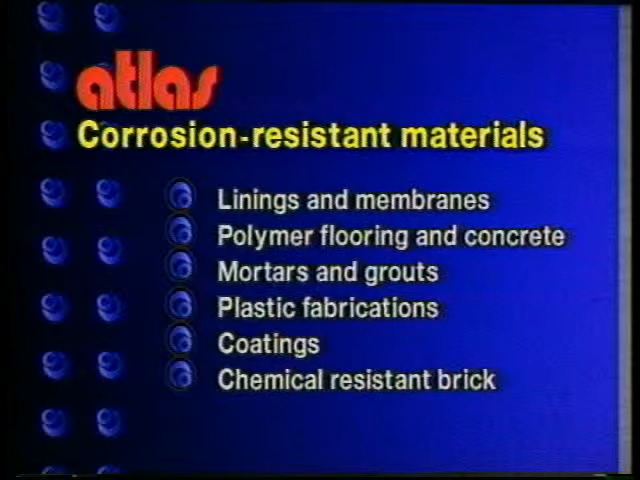 atlas
Corrosion-resistant materials
Linings and membranes
Polymer flooring and concrete
Mortars and grouts
Plastic fabrications
Coatings
Chemical resistant brick